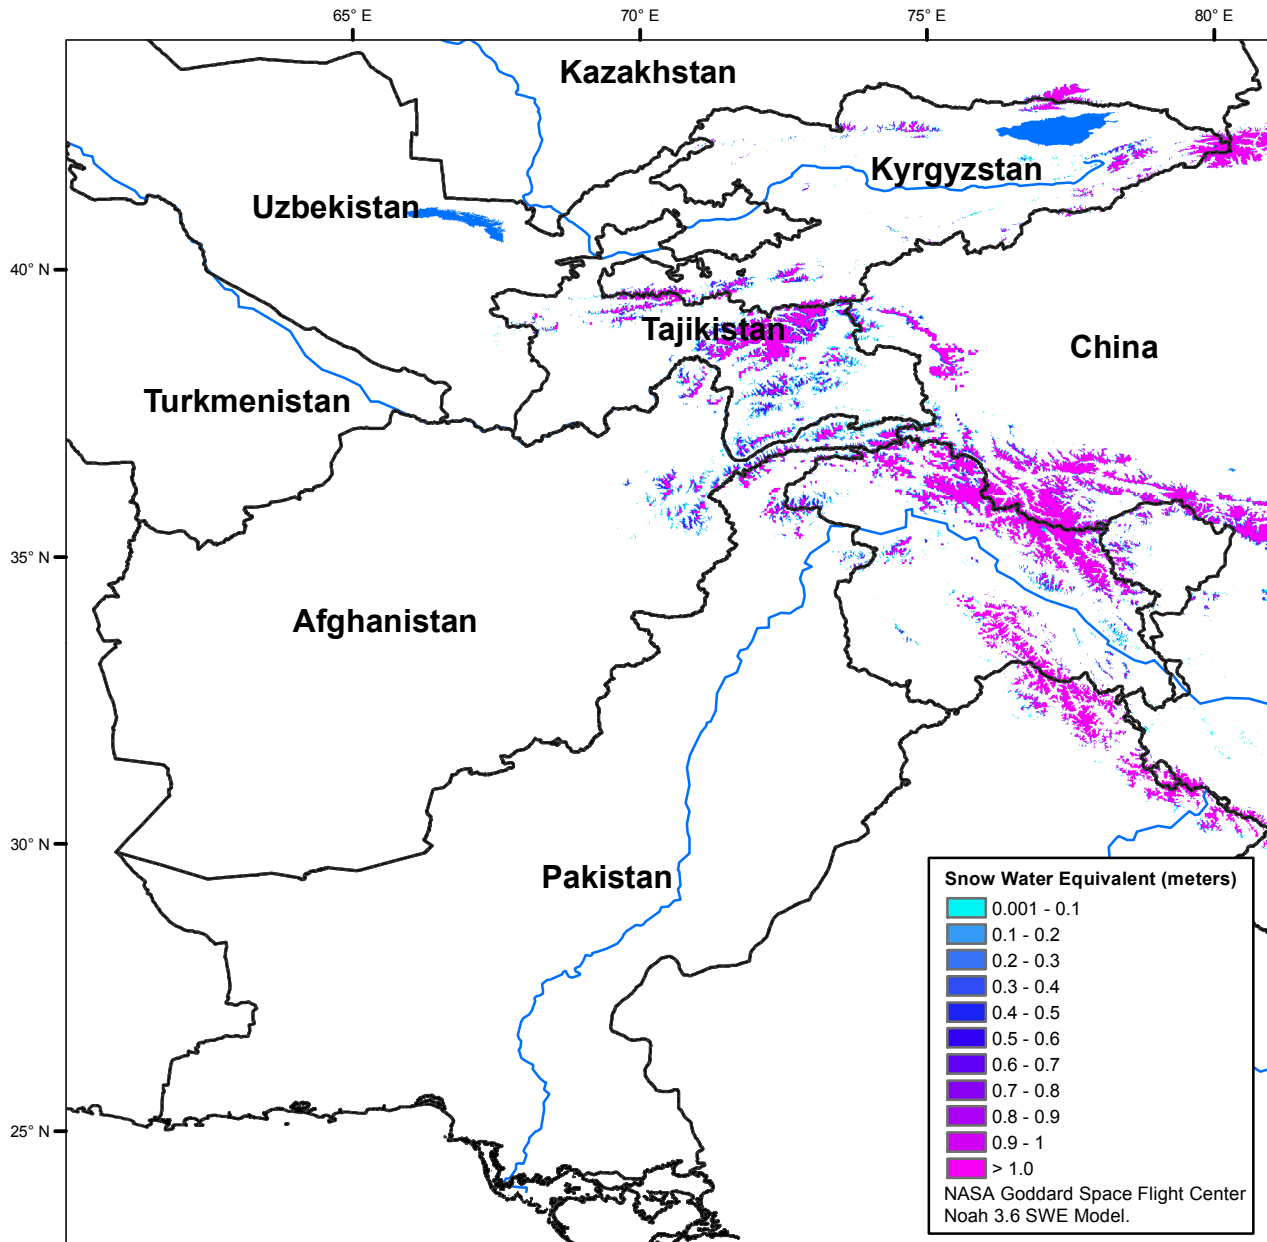 65° E
70° E
75° E
80° E
Kazakhstan
Kyrgyzstan
Uzbekistan
40° N
Tajikistan
China
Turkmenistan
35° N
Afghanistan
30° N
Pakistan
25° N
Snow Water Equivalent (meters)
0.001 - 0.1
0.1 - 0.2
0.2 - 0.3
0.3 - 0.4
0.4 - 0.5
0.5 - 0.6
0.6 - 0.7
0.7 - 0.8
0.8 - 0.9
0.9 - 1
> 1.0
NASA Goddard Space Flight Center
Noah 3.6 SWE Model.